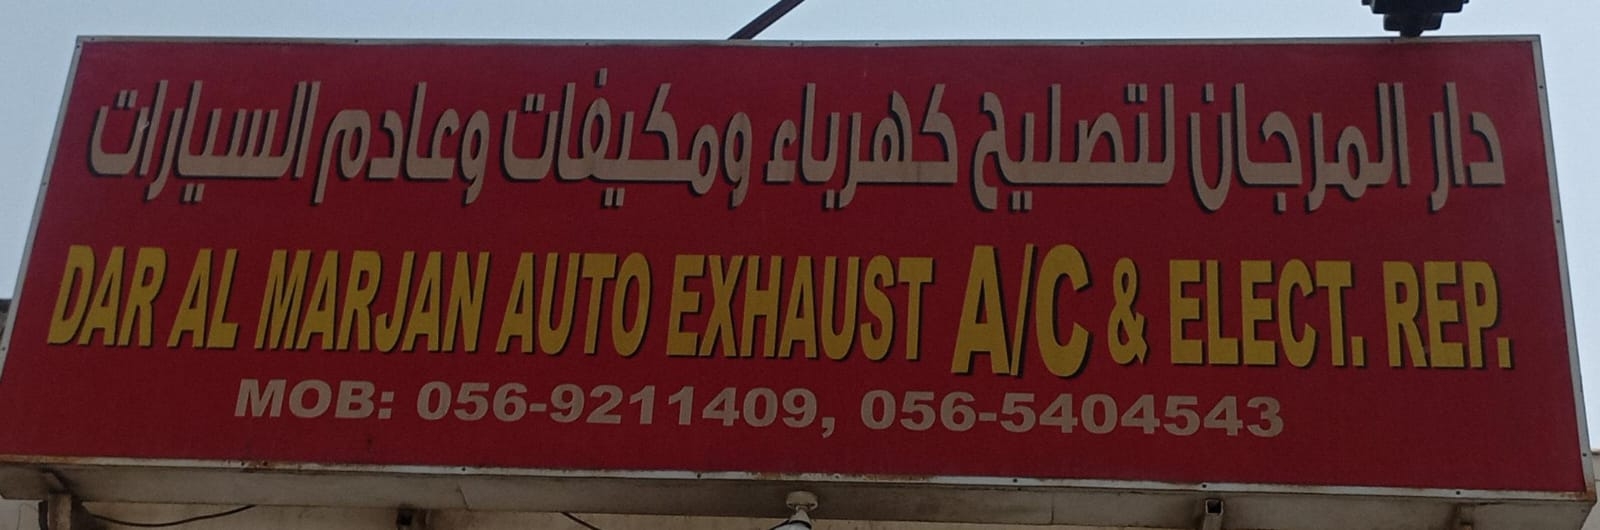 دار المرجان لتصليح كهرباء ومكيفات وعادم السيارات
DAR AL MARJAN AUTO EXHAUST A/C & ELECT. REP.
MOB: 056-9211409, 056-5404543